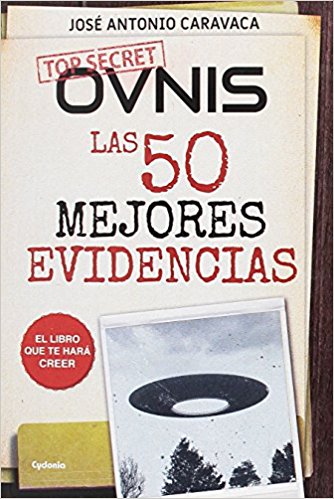 JOSÉ ANTONIO CARAVACA
TOP SECRET
OVNIS
LAS 50
MEJORES
EVIDENCIAS
EL LIBRO
QUE TE HARÁ
CREER
Cydonia